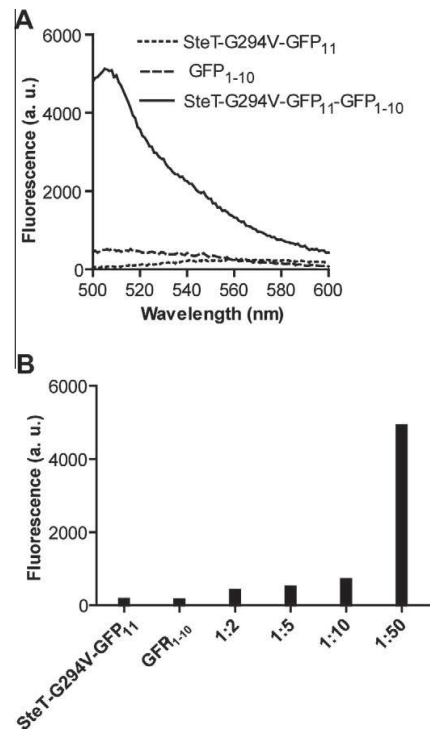 A
SteT-G294V-GFP₁₁
GFP₁₋₁₀
SteT-G294V-GFP₁₁-GFP₁₋₁₀
Fluorescence (a. u.)
6000
4000
2000
0
500 520 540 560 580 600
Wavelength (nm)
B
Fluorescence (a. u.)
6000
4000
2000
0
SteT-G294V-GFP₁₁ GFR₁₋₁₀ 1:2 1:5 1:10 1:50